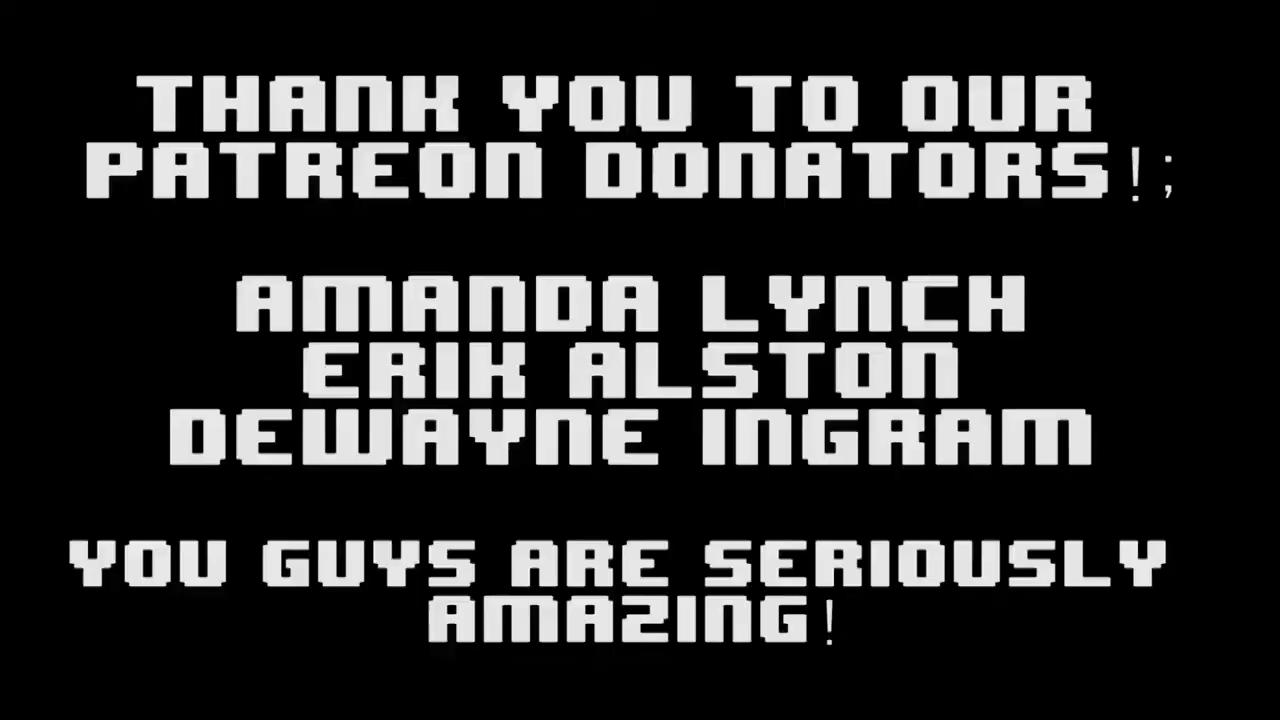 THANK YOU TO OUR
PATREON DONATORS!;
AMANDA LYNCH
ERIK ALSTON
DEWAYNE INGRAM
YOU GUYS ARE SERIOUSLY
AMAZING!